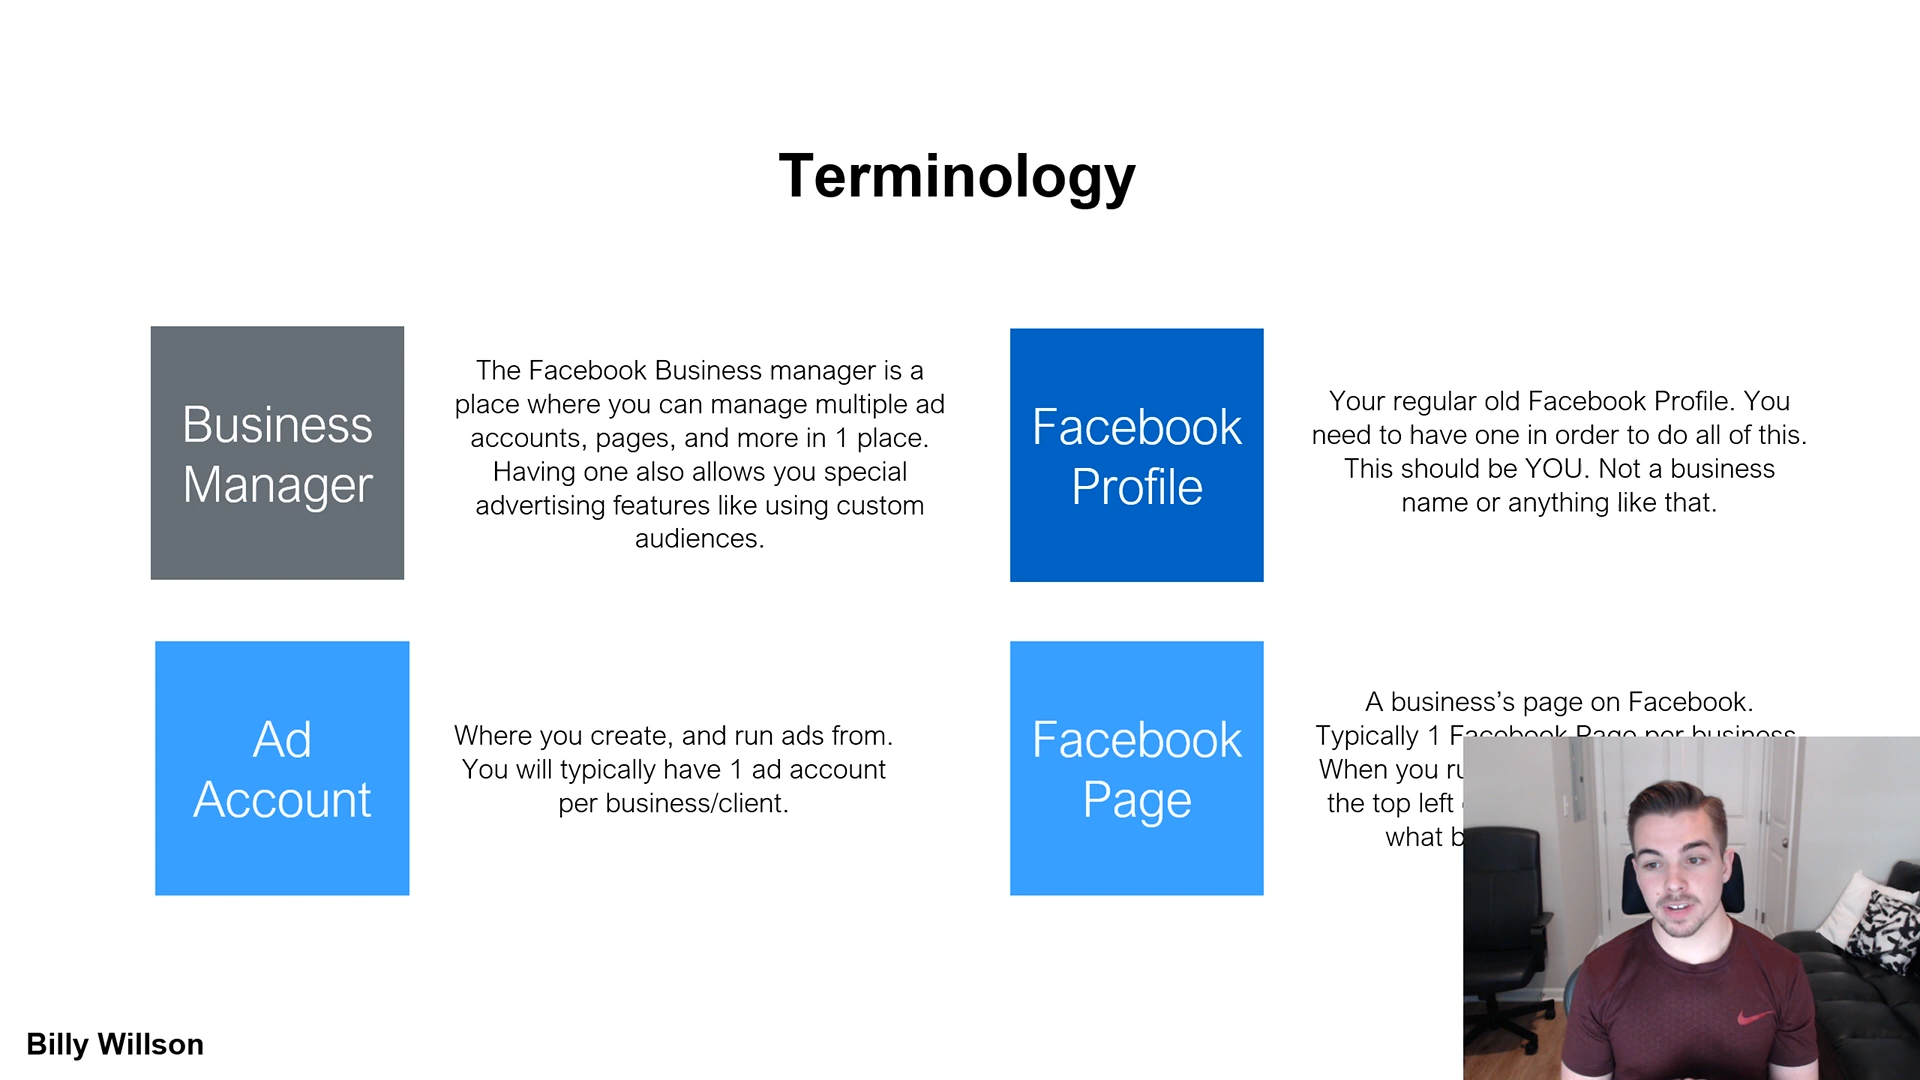 Terminology
Business
Manager
The Facebook Business manager is a
place where you can manage multiple ad
accounts, pages, and more in 1 place.
Having one also allows you special
advertising features like using custom
audiences.
Facebook
Profile
Your regular old Facebook Profile. You
need to have one in order to do all of this.
This should be YOU. Not a business
name or anything like that.
Ad
Account
Where you create, and run ads from.
You will typically have 1 ad account
per business/client.
Facebook
Page
A business’s page on Facebook.
Typically 1 Facebook Page per business
When you
the top left
what
Billy Willson